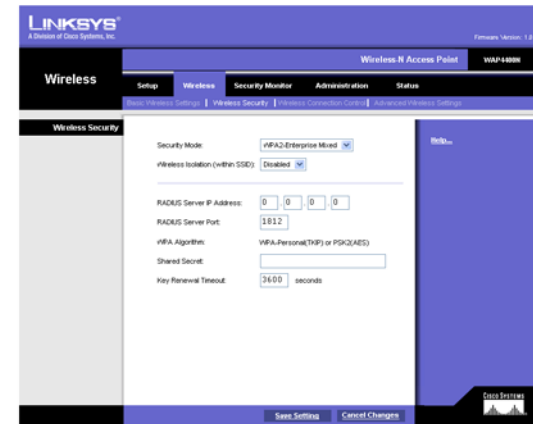 LINKSYS®
A Division of Cisco Systems, Inc.
Firmware Version: 1.0
Wireless-N Access Point WAP4400N
Wireless
Setup Wireless Security Monitor Administration Status
Basic Wireless Settings | Wireless Security | Wireless Connection Control | Advanced Wireless Settings
Wireless Security
Security Mode: WPA2-Enterprise Mixed
Help...
Wireless Isolation (within SSID): Disabled
RADIUS Server IP Address: 0 . 0 . 0 . 0
RADIUS Server Port: 1812
WPA Algorithm: WPA-Personal(TKIP) or PSK2(AES)
Shared Secret:
Key Renewal Timeout: 3600 seconds
Save Setting Cancel Changes
CISCO SYSTEMS